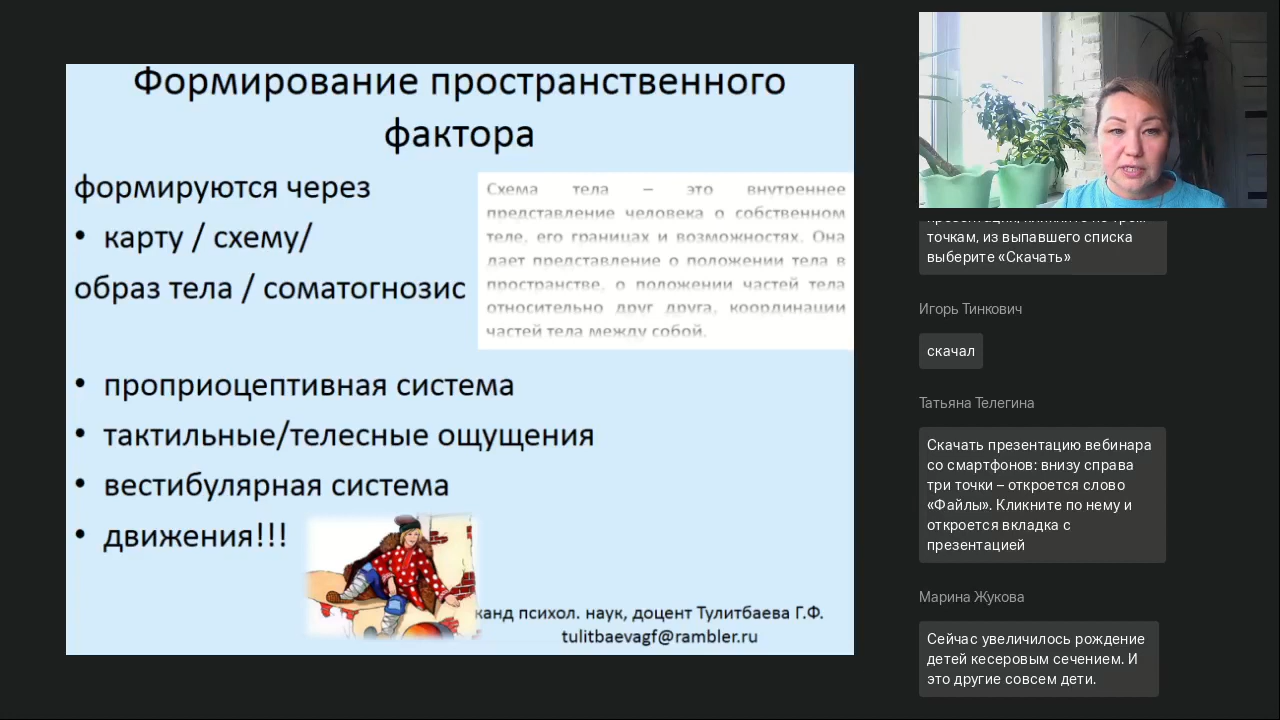 Формирование пространственного
фактора
формируются через
• карту / схему/
образ тела / соматогнозис
Схема тела – это внутреннее
представление человека о собственном
теле, его границах и возможностях. Она
дает представление о положении тела в
пространстве, о положении частей тела
относительно друг друга, координации
частей тела между собой.
• проприоцептивная система
• тактильные/телесные ощущения
• вестибулярная система
• движения!!!
канд психол. наук, доцент Тулитбаева Г.Ф.
tulitbaevagf@rambler.ru
точкам, из выпавшего списка
выберите «Скачать»
Игорь Тинкович
скачал
Татьяна Телегина
Скачать презентацию вебинара
со смартфонов: внизу справа
три точки – откроется слово
«Файлы». Кликните по нему и
откроется вкладка с
презентацией
Марина Жукова
Сейчас увеличилось рождение
детей кесеровым сечением. И
это другие совсем дети.